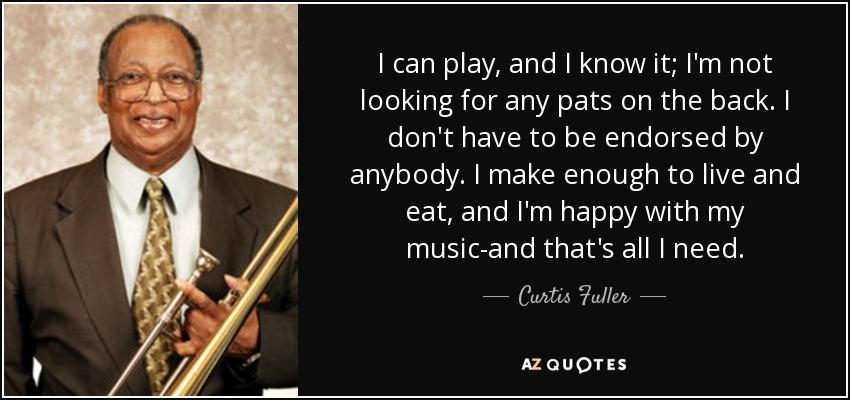 I can play, and I know it; I'm not
looking for any pats on the back. I
don't have to be endorsed by
anybody. I make enough to live and
eat, and I'm happy with my
music-and that's all I need.
Curtis Fuller
AZ QUOTES